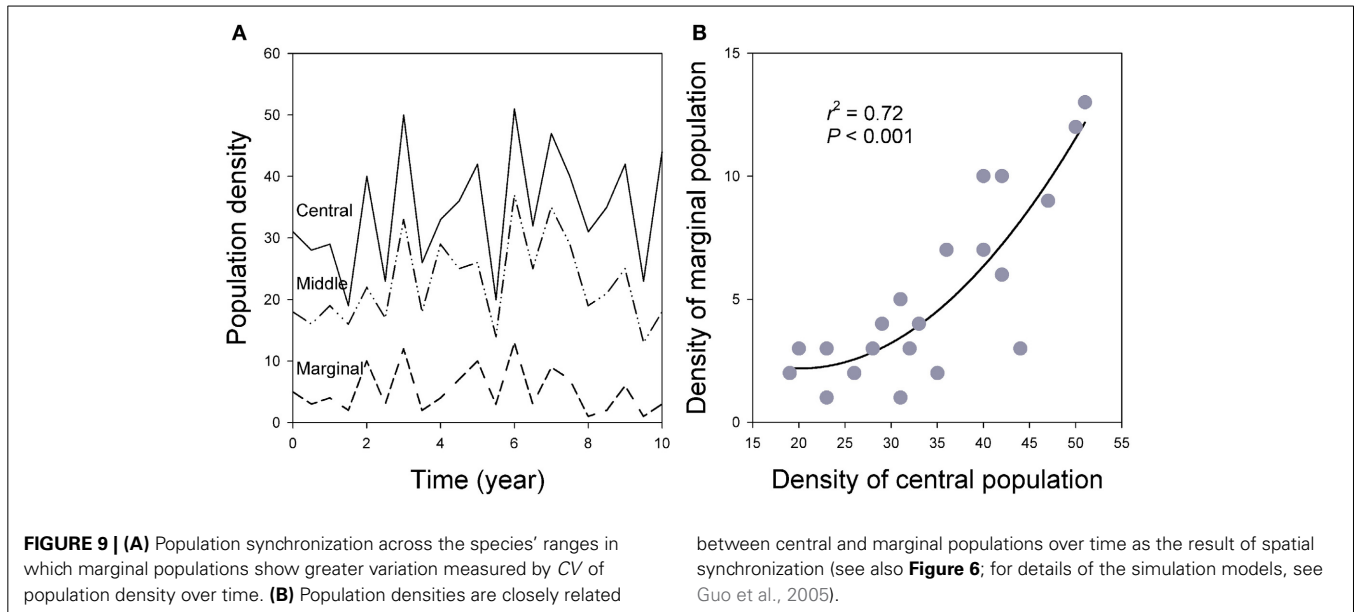 A
60
50
40
30
20
10
0
Population density
Central
Middle
Marginal
0 2 4 6 8 10
Time (year)
B
15
10
5
0
Density of marginal population
r² = 0.72
P < 0.001
15 20 25 30 35 40 45 50 55
Density of central population
FIGURE 9 | (A) Population synchronization across the species' ranges in
which marginal populations show greater variation measured by CV of
population density over time. (B) Population densities are closely related
between central and marginal populations over time as the result of spatial
synchronization (see also Figure 6; for details of the simulation models, see
Guo et al., 2005).